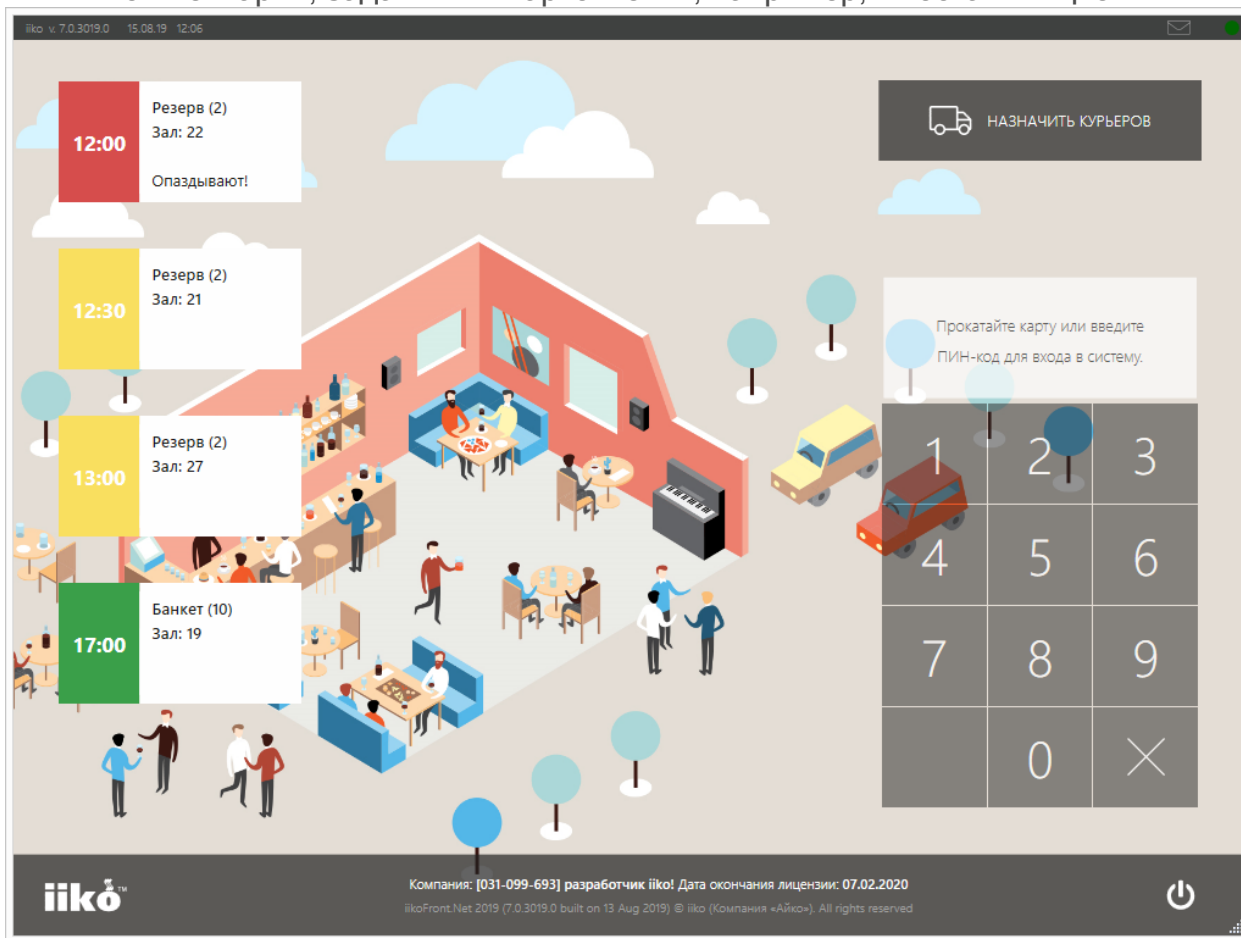 iiko v. 7.0.3019.0 15.08.19 12:06
12:00
Резерв (2)
Зал: 22
Опаздывают!
12:30
Резерв (2)
Зал: 21
13:00
Резерв (2)
Зал: 27
17:00
Банкет (10)
Зал: 19
НАЗНАЧИТЬ КУРЬЕРОВ
Прокатайте карту или введите
ПИН-код для входа в систему.
1 2 3
4 5 6
7 8 9
0
iiko™
Компания: [031-099-693] разработчик iiko! Дата окончания лицензии: 07.02.2020
iikoFront.Net 2019 (7.0.3019.0 built on 13 Aug 2019) © iiko (Компания «Айко»). All rights reserved